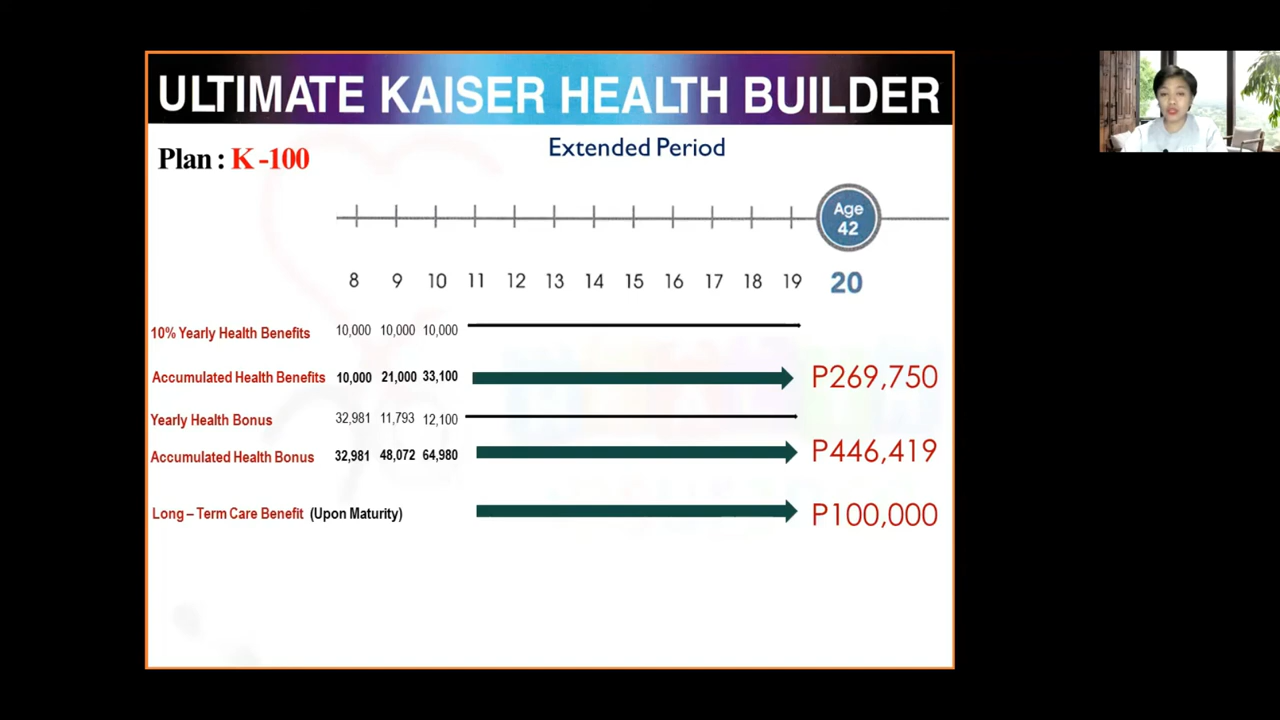 ULTIMATE KAISER HEALTH BUILDER
Extended Period
Plan : K -100
Age
42
8 9 10 11 12 13 14 15 16 17 18 19 20
10% Yearly Health Benefits 10,000 10,000 10,000
Accumulated Health Benefits 10,000 21,000 33,100 P269,750
Yearly Health Bonus 32,981 11,793 12,100
Accumulated Health Bonus 32,981 48,072 64,980 P446,419
Long – Term Care Benefit (Upon Maturity) P100,000